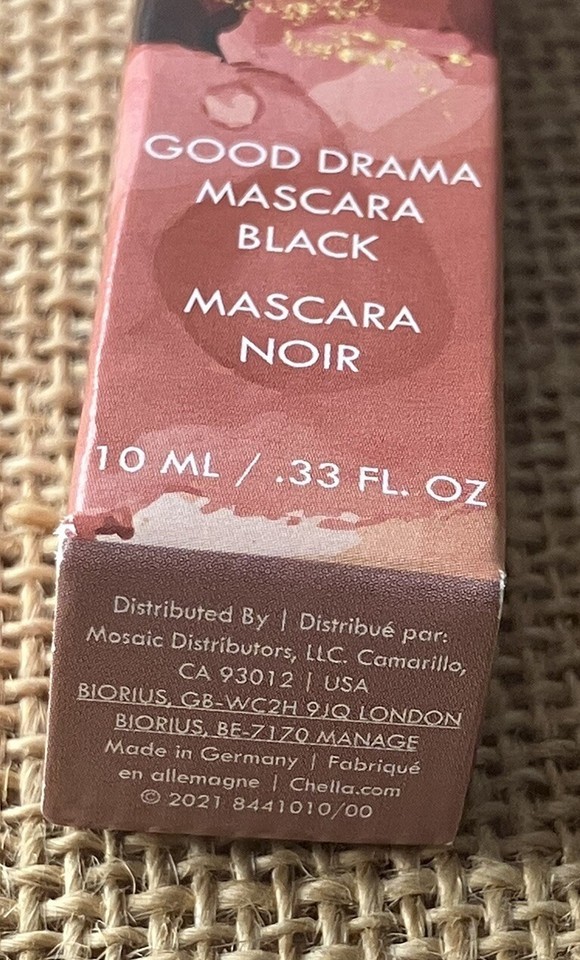 GOOD DRAMA
MASCARA
BLACK
MASCARA
NOIR
10 ML / .33 FL. OZ
Distributed By | Distribué par:
Mosaic Distributors, LLC. Camarillo,
CA 93012 | USA
BIORIUS, GB-WC2H 9JQ LONDON
BIORIUS, BE-7170 MANAGE
Made in Germany | Fabriqué
en allemagne | Chella.com
© 2021 8441010/00